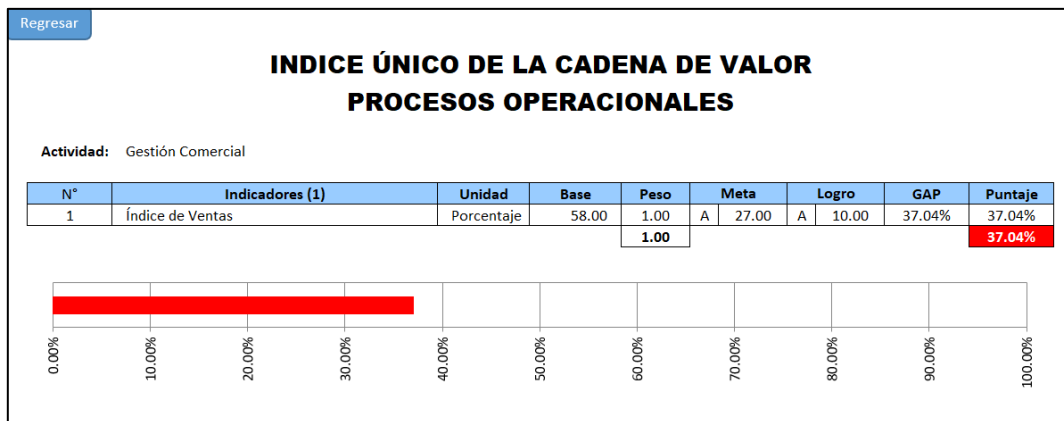 Regresar
INDICE ÚNICO DE LA CADENA DE VALOR
PROCESOS OPERACIONALES
Actividad: Gestión Comercial
N° Indicadores (1) Unidad Base Peso Meta Logro GAP Puntaje
1 Índice de Ventas Porcentaje 58.00 1.00 A 27.00 A 10.00 37.04% 37.04%
1.00 37.04%
0.00% 10.00% 20.00% 30.00% 40.00% 50.00% 60.00% 70.00% 80.00% 90.00% 100.00%